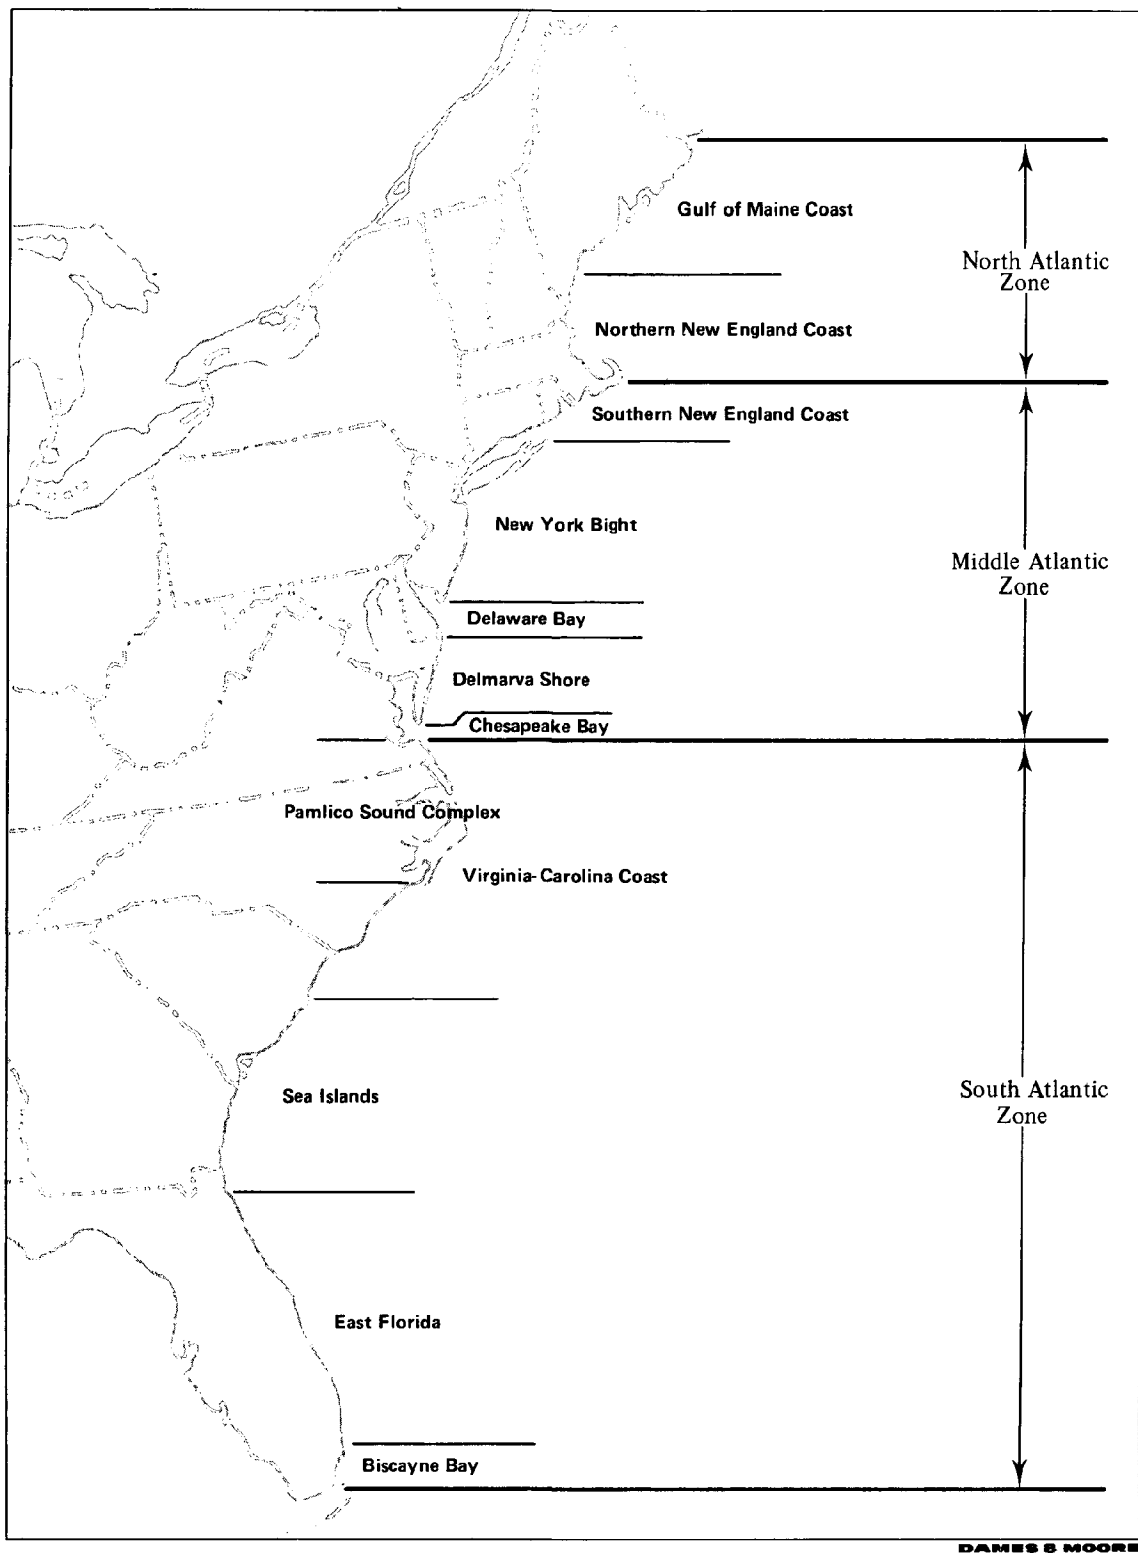 Gulf of Maine Coast
North Atlantic
Zone
Northern New England Coast
Southern New England Coast
New York Bight
Middle Atlantic
Zone
Delaware Bay
Delmarva Shore
Chesapeake Bay
Pamlico Sound Complex
Virginia-Carolina Coast
Sea Islands
South Atlantic
Zone
East Florida
Biscayne Bay
DAMES & MOORE